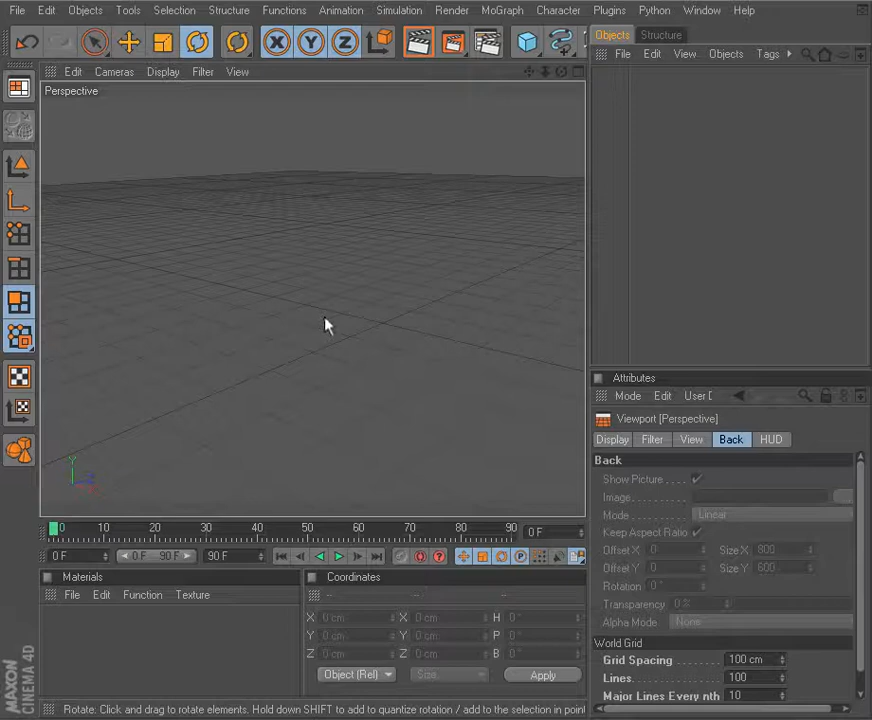 File Edit Objects Tools Selection Structure Functions Animation Simulation Render MoGraph Character Plugins Python Window Help
X Y Z
Objects Structure
File Edit View Objects Tags
Edit Cameras Display Filter View
Perspective
Attributes
Mode Edit User D
Viewport [Perspective]
Display Filter View Back HUD
Back
Show Picture
Image
Mode Linear
Keep Aspect Ratio
Offset X 0 Size X 800
Offset Y 0 Size Y 600
Rotation 0 °
Transparency 0 %
Alpha Mode None
World Grid
Grid Spacing 100 cm
Lines 100
Major Lines Every nth 10
0 10 20 30 40 50 60 70 80 90 0 F
0 F 0 F 90 F 90 F
Materials
File Edit Function Texture
Coordinates
-- -- --
X 0 cm X 0 cm H 0 °
Y 0 cm Y 0 cm P 0 °
Z 0 cm Z 0 cm B 0 °
Object (Rel) Size Apply
MAXON
CINEMA 4D
Rotate: Click and drag to rotate elements. Hold down SHIFT to add to quantize rotation / add to the selection in point